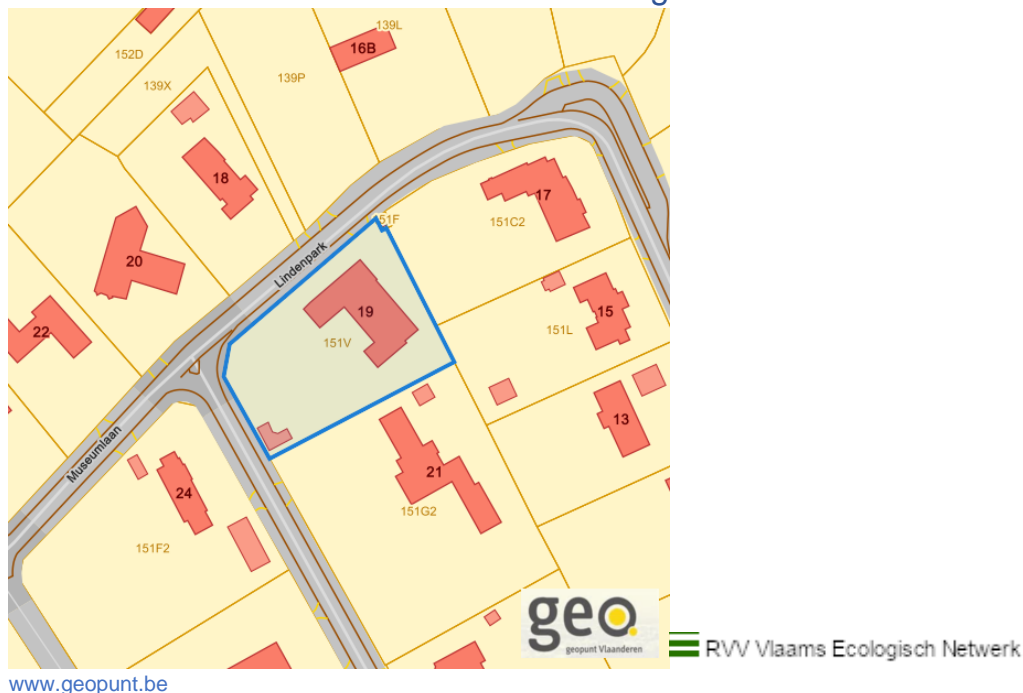 152D
139L
16B
139P
139X
18
17
151F
151C2
20
Lindenpark
19
15
151L
22
151V
13
Museumlaan
21
24
151G2
151F2
geo.
geopunt Vlaanderen
RVV Vlaams Ecologisch Netwerk
www.geopunt.be